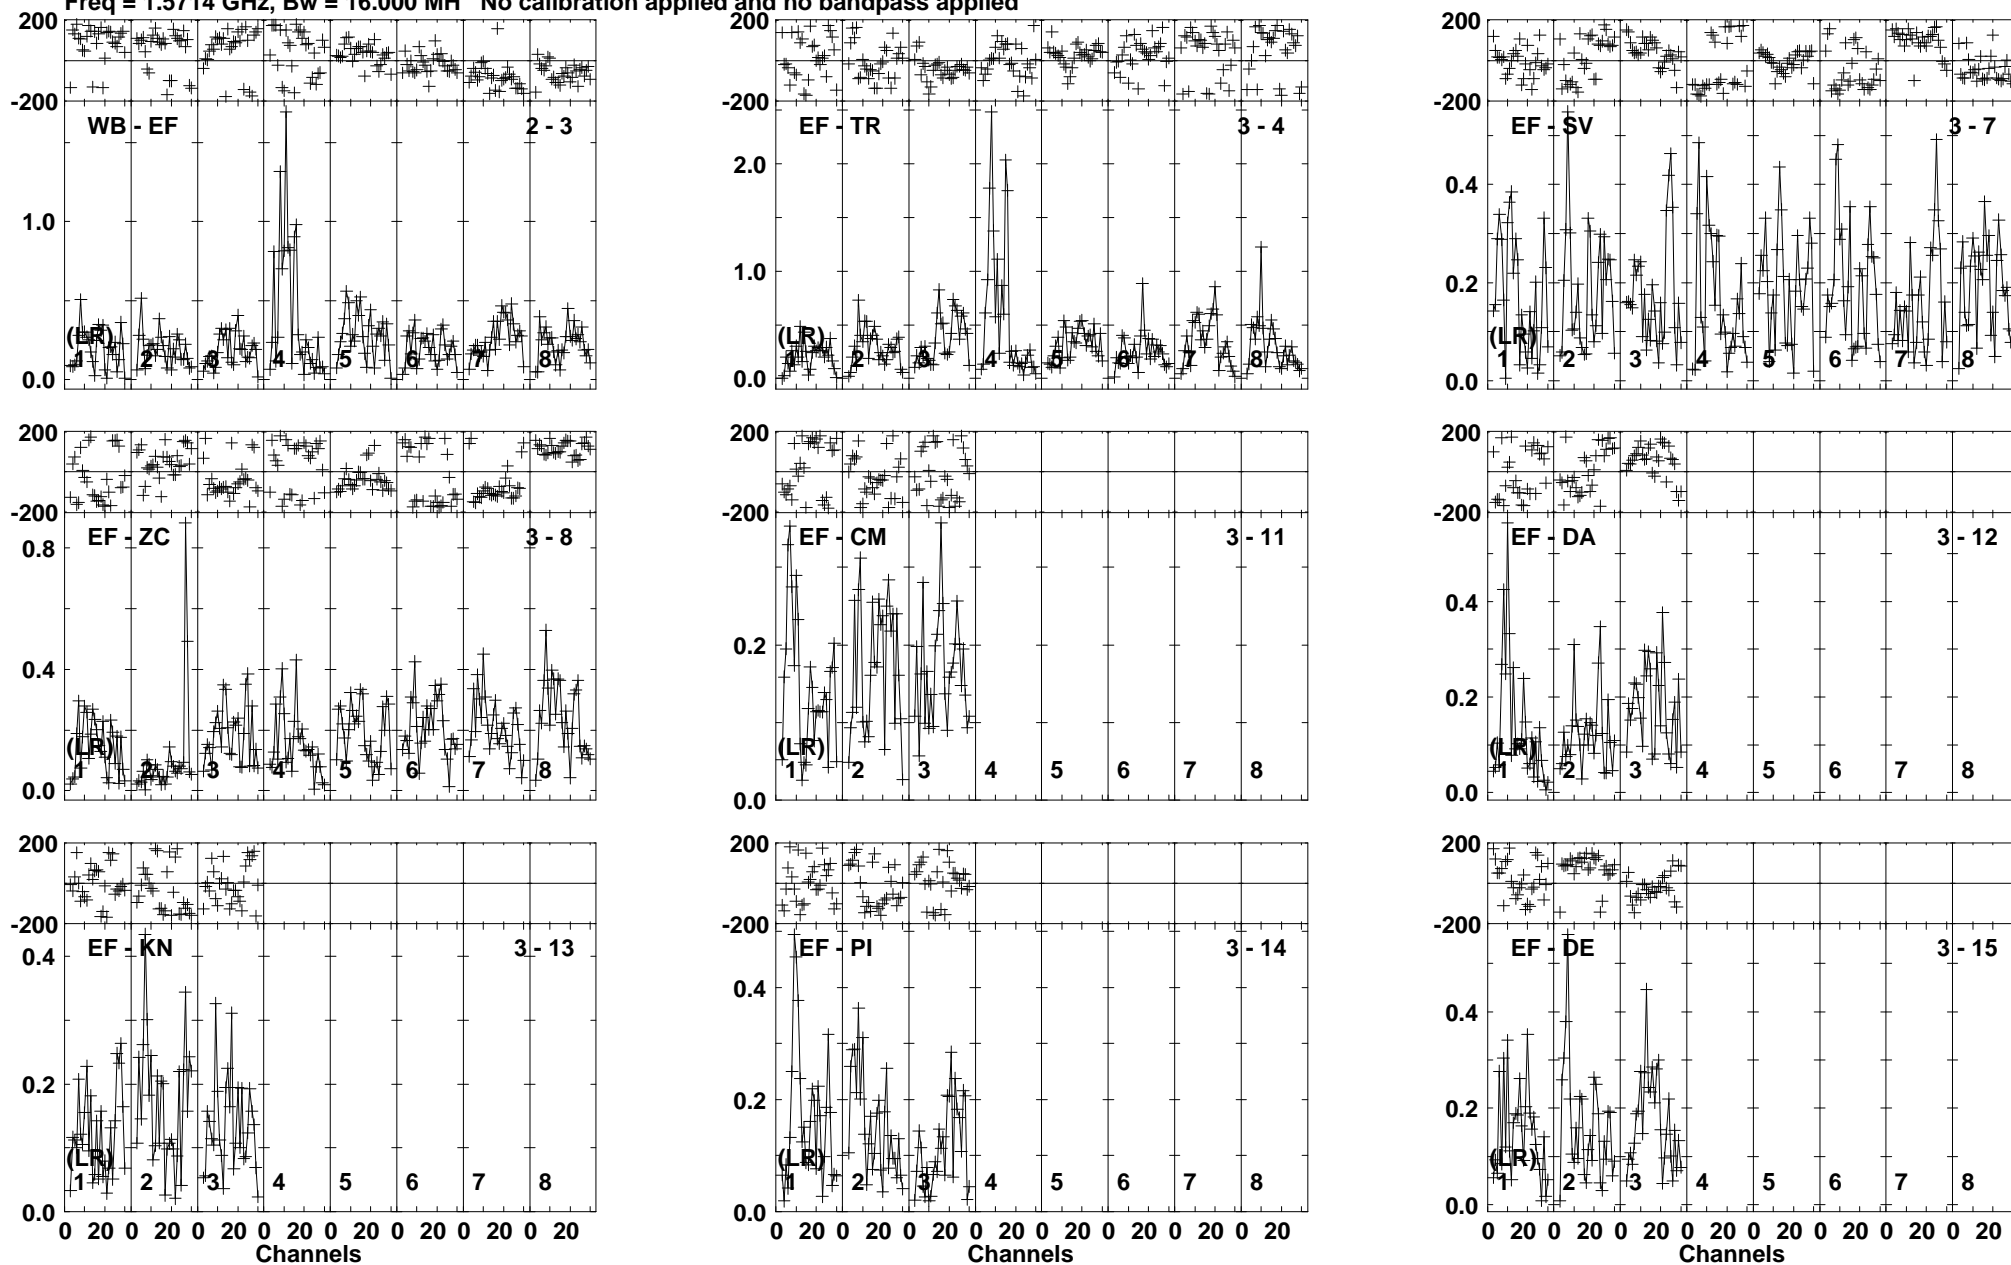 Freq = 1.5714 GHz, Bw = 16.000 MH No calibration applied and no bandpass applied
200
-200
WB - EF 2 - 3
1.0
0.0
(LR)
1 2 3 4 5 6 7 8
200
-200
EF - TR 3 - 4
2.0
1.0
0.0
(LR)
1 2 3 4 5 6 7 8
200
-200
EF - SV 3 - 7
0.4
0.2
0.0
(LR)
1 2 3 4 5 6 7 8
200
-200
EF - ZC 3 - 8
0.8
0.4
0.0
(LR)
1 2 3 4 5 6 7 8
200
-200
EF - CM 3 - 11
0.2
0.0
(LR)
1 2 3 4 5 6 7 8
200
-200
EF - DA 3 - 12
0.4
0.2
0.0
(LR)
1 2 3 4 5 6 7 8
200
-200
EF - KN 3 - 13
0.4
0.2
0.0
(LR)
1 2 3 4 5 6 7 8
0 20 0 20 0 20 0 20 0 20 0 20 0 20 0 20
Channels
200
-200
EF - PI 3 - 14
0.4
0.2
0.0
(LR)
1 2 3 4 5 6 7 8
0 20 0 20 0 20 0 20 0 20 0 20 0 20 0 20
Channels
200
-200
EF - DE 3 - 15
0.4
0.2
0.0
(LR)
1 2 3 4 5 6 7 8
0 20 0 20 0 20 0 20 0 20 0 20 0 20 0 20
Channels